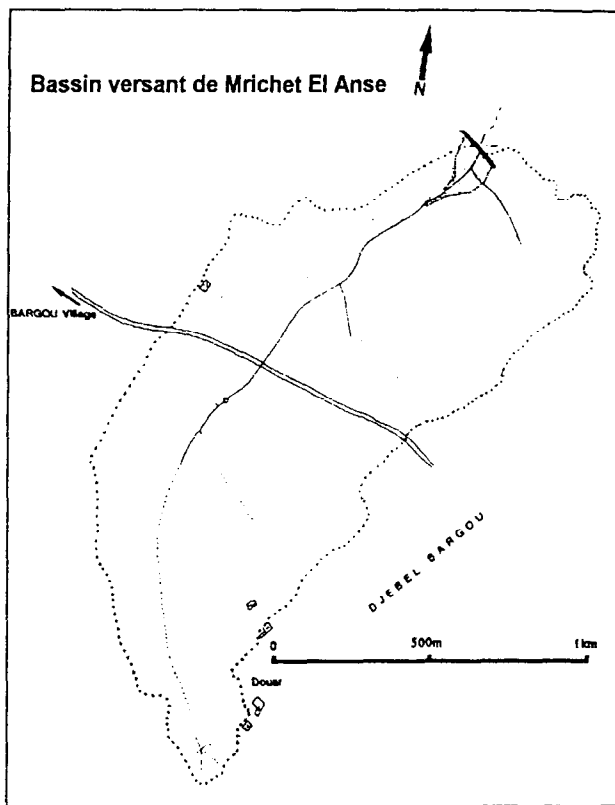 Bassin versant de Mrichet El Anse
N
BARGOU Village
DJEBEL BARGOU
0 500m 1km
Douar